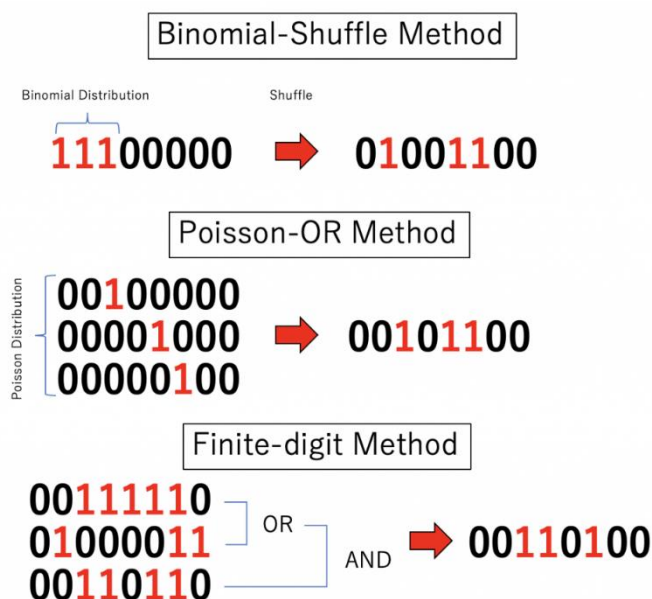 Binomial-Shuffle Method
Binomial Distribution
Shuffle
11100000
01001100
Poisson-OR Method
Poisson Distribution
00100000
00001000
00000100
00101100
Finite-digit Method
00111110
01000011
00110110
OR
AND
00110100